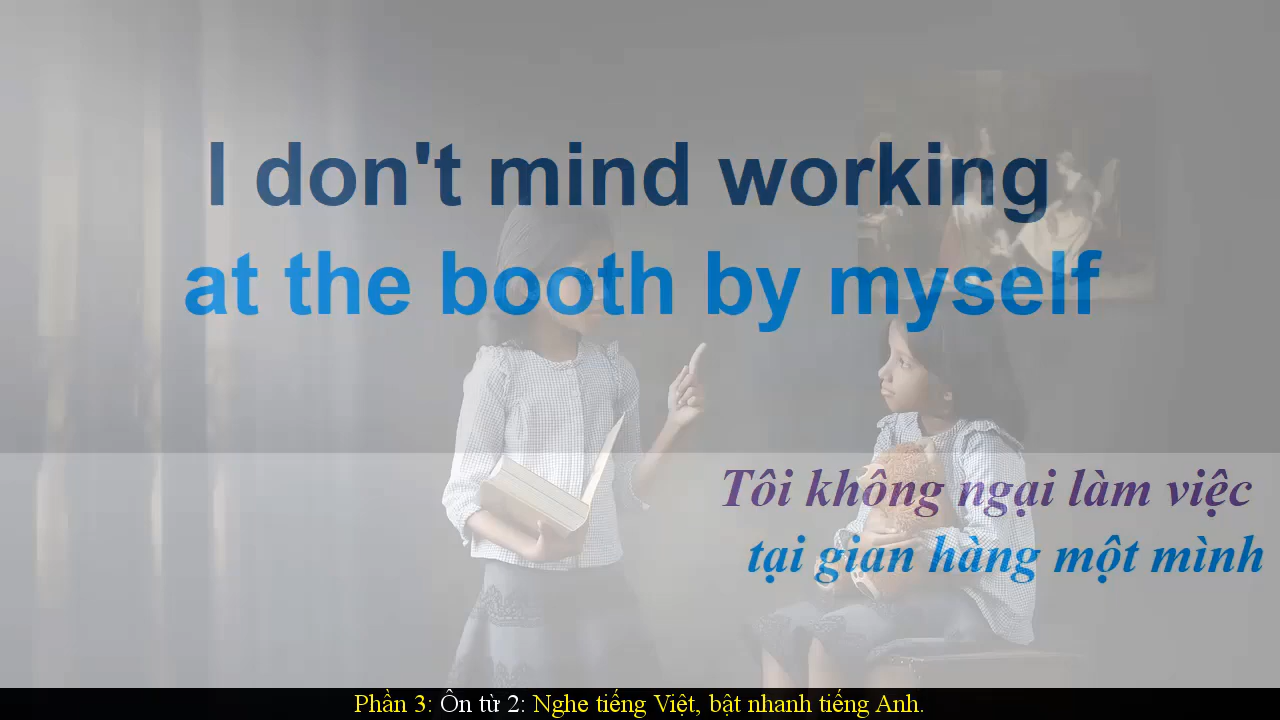 I don't mind working
at the booth by myself
Tôi không ngại làm việc
tại gian hàng một mình
Phần 3: Ôn từ 2: Nghe tiếng Việt, bật nhanh tiếng Anh.